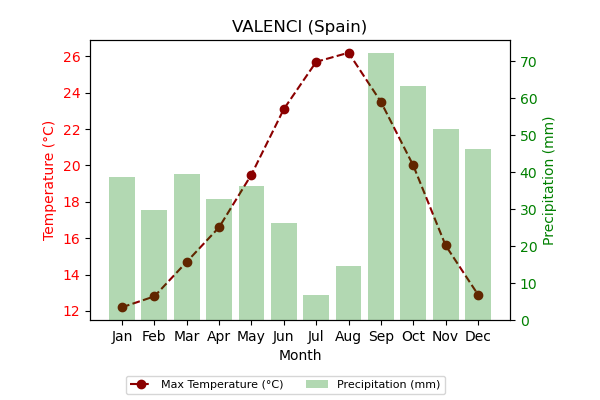 VALENCI (Spain)
26
24
22
20
18
16
14
12
Temperature (°C)
70
60
50
40
30
20
10
0
Precipitation (mm)
Jan Feb Mar Apr May Jun Jul Aug Sep Oct Nov Dec
Month
Max Temperature (°C) Precipitation (mm)